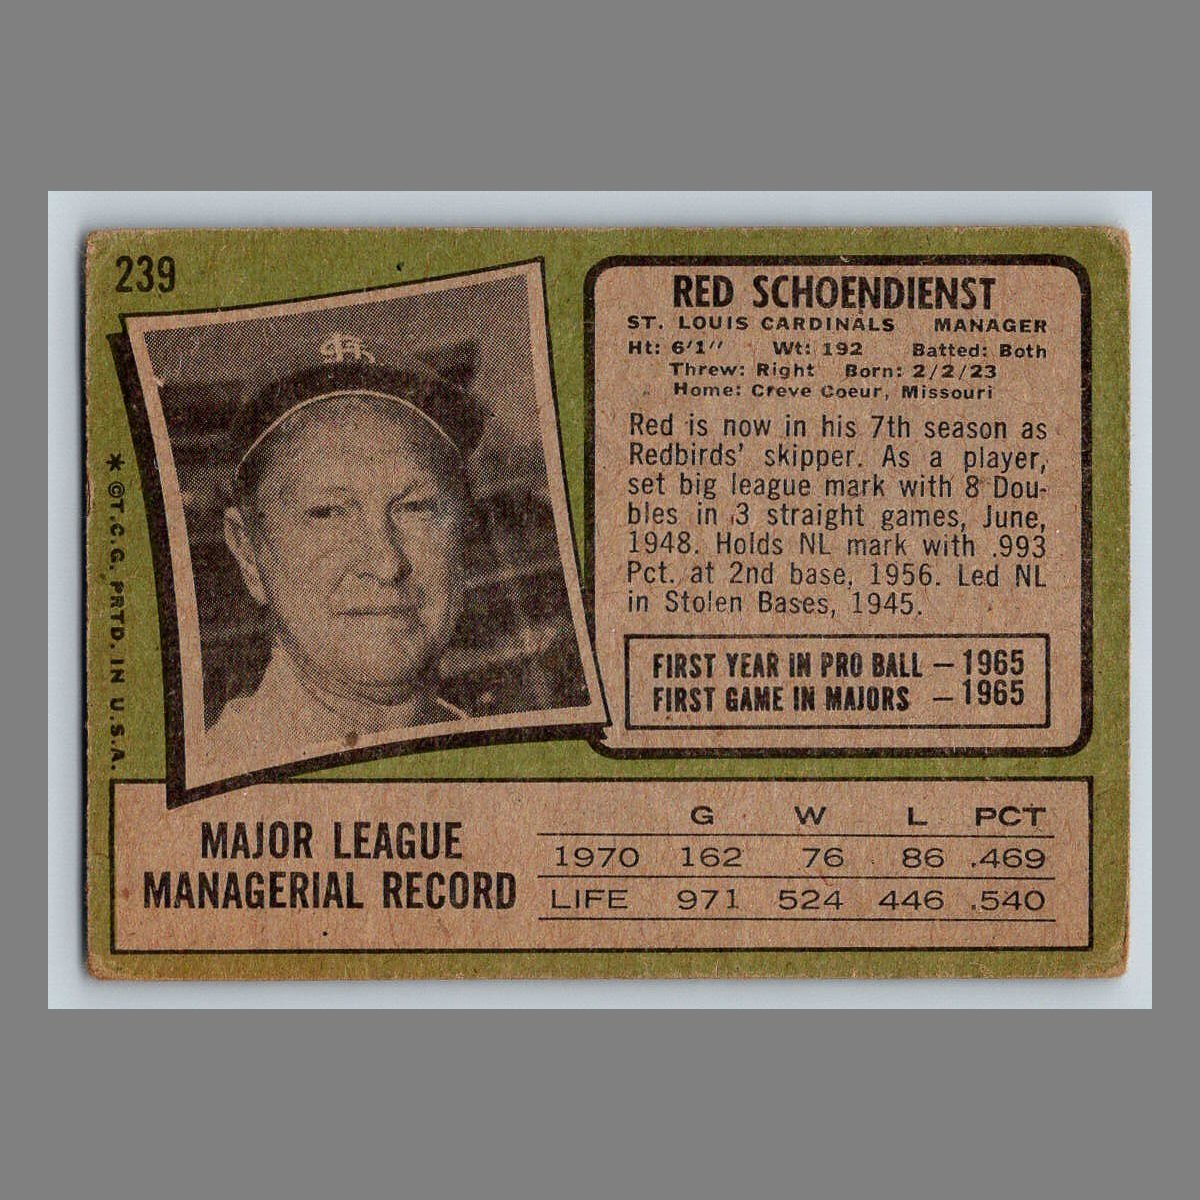 239
RED SCHOENDIENST
ST. LOUIS CARDINALS MANAGER
Ht: 6'1" Wt: 192 Batted: Both
Threw: Right Born: 2/2/23
Home: Creve Coeur, Missouri
Red is now in his 7th season as
Redbirds' skipper. As a player,
set big league mark with 8 Dou-
bles in 3 straight games, June,
1948. Holds NL mark with .993
Pct. at 2nd base, 1956. Led NL
in Stolen Bases, 1945.
FIRST YEAR IN PRO BALL — 1965
FIRST GAME IN MAJORS — 1965
* ©T.C.G. PRTD. IN U.S.A.
MAJOR LEAGUE
MANAGERIAL RECORD
G W L PCT
1970 162 76 86 .469
LIFE 971 524 446 .540